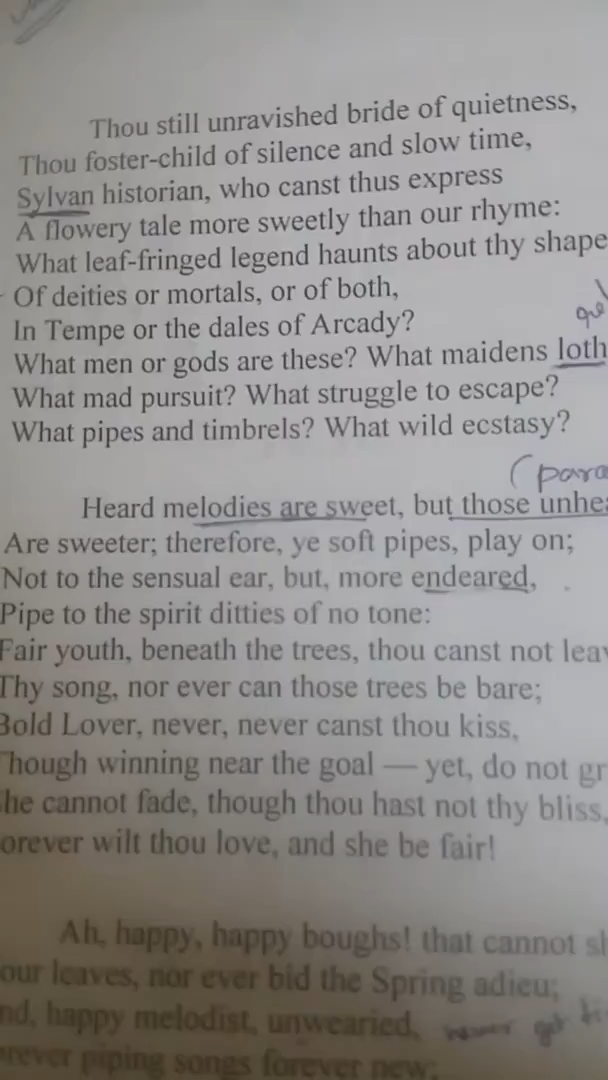 Thou still unravished bride of quietness,
Thou foster-child of silence and slow time,
Sylvan historian, who canst thus express
A flowery tale more sweetly than our rhyme:
What leaf-fringed legend haunts about thy shape
Of deities or mortals, or of both,
In Tempe or the dales of Arcady?
What men or gods are these? What maidens loth
What mad pursuit? What struggle to escape?
What pipes and timbrels? What wild ecstasy?
(para
Heard melodies are sweet, but those unhea
Are sweeter; therefore, ye soft pipes, play on;
Not to the sensual ear, but, more endeared,
Pipe to the spirit ditties of no tone:
Fair youth, beneath the trees, thou canst not leav
Thy song, nor ever can those trees be bare;
Bold Lover, never, never canst thou kiss,
Though winning near the goal — yet, do not gr
he cannot fade, though thou hast not thy bliss,
orever wilt thou love, and she be fair!
Ah, happy, happy boughs! that cannot sh
our leaves, nor ever bid the Spring adieu;
nd, happy melodist, unwearied, never get
orever piping songs forever new;